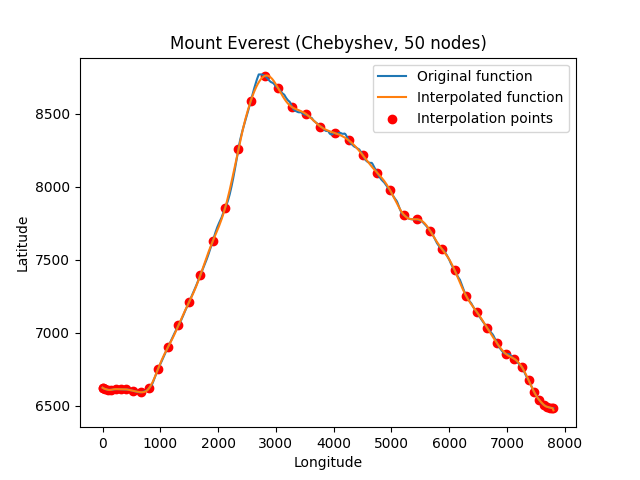 Mount Everest (Chebyshev, 50 nodes)
Original function
Interpolated function
Interpolation points
Latitude
8500
8000
7500
7000
6500
0 1000 2000 3000 4000 5000 6000 7000 8000
Longitude